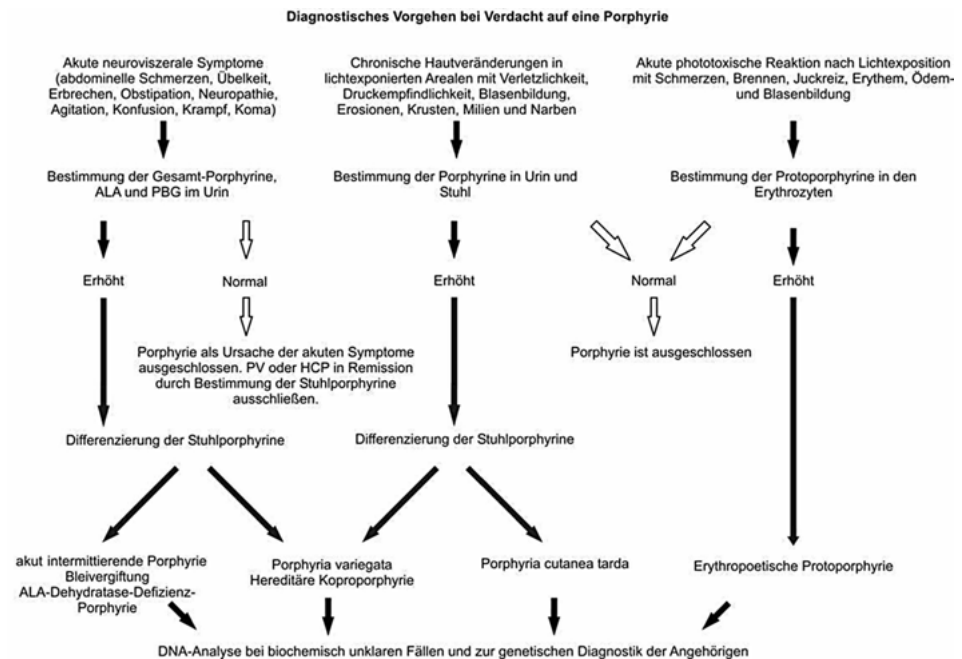 Diagnostisches Vorgehen bei Verdacht auf eine Porphyrie
Akute neuroviszerale Symptome
(abdominelle Schmerzen, Übelkeit,
Erbrechen, Obstipation, Neuropathie,
Agitation, Konfusion, Krampf, Koma)
Chronische Hautveränderungen in
lichtexponierten Arealen mit Verletzlichkeit,
Druckempfindlichkeit, Blasenbildung,
Erosionen, Krusten, Milien und Narben
Akute phototoxische Reaktion nach Lichtexposition
mit Schmerzen, Brennen, Juckreiz, Erythem, Ödem-
und Blasenbildung
Bestimmung der Gesamt-Porphyrine,
ALA und PBG im Urin
Bestimmung der Porphyrine in Urin und
Stuhl
Bestimmung der Protoporphyrine in den
Erythrozyten
Erhöht
Normal
Erhöht
Normal
Erhöht
Porphyrie als Ursache der akuten Symptome
ausgeschlossen. PV oder HCP in Remission
durch Bestimmung der Stuhlporphyrine
ausschließen.
Porphyrie ist ausgeschlossen
Differenzierung der Stuhlporphyrine
Differenzierung der Stuhlporphyrine
akut intermittierende Porphyrie
Bleivergiftung
ALA-Dehydratase-Defizienz-
Porphyrie
Porphyria variegata
Hereditäre Koproporphyrie
Porphyria cutanea tarda
Erythropoetische Protoporphyrie
DNA-Analyse bei biochemisch unklaren Fällen und zur genetischen Diagnostik der Angehörigen